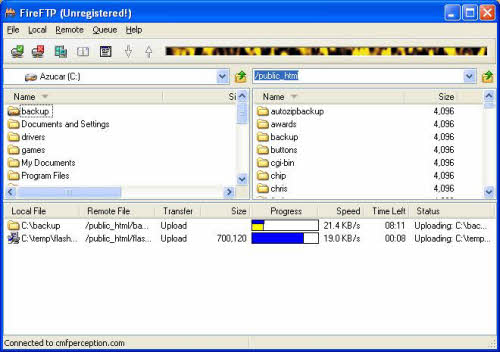 FireFTP (Unregistered!)
File Local Remote Queue Help
Azucar (C:) /public_html
Name Si
backup
Documents and Settings
drivers
games
My Documents
Program Files
Name Size
autozipbackup 4,096
awards 4,096
backup 4,096
buttons 4,096
cgi-bin 4,096
chip 4,096
chris 4,096
Local File Remote File Transfer Size Progress Speed Time Left Status
C:\backup /public_html/ba... Upload 21.4 KB/s 08:11 Uploading: C:\bac...
C:\temp\flash... /public_html/flas... Upload 700,120 19.0 KB/s 00:08 Uploading: C:\temp...
Connected to cmfperception.com